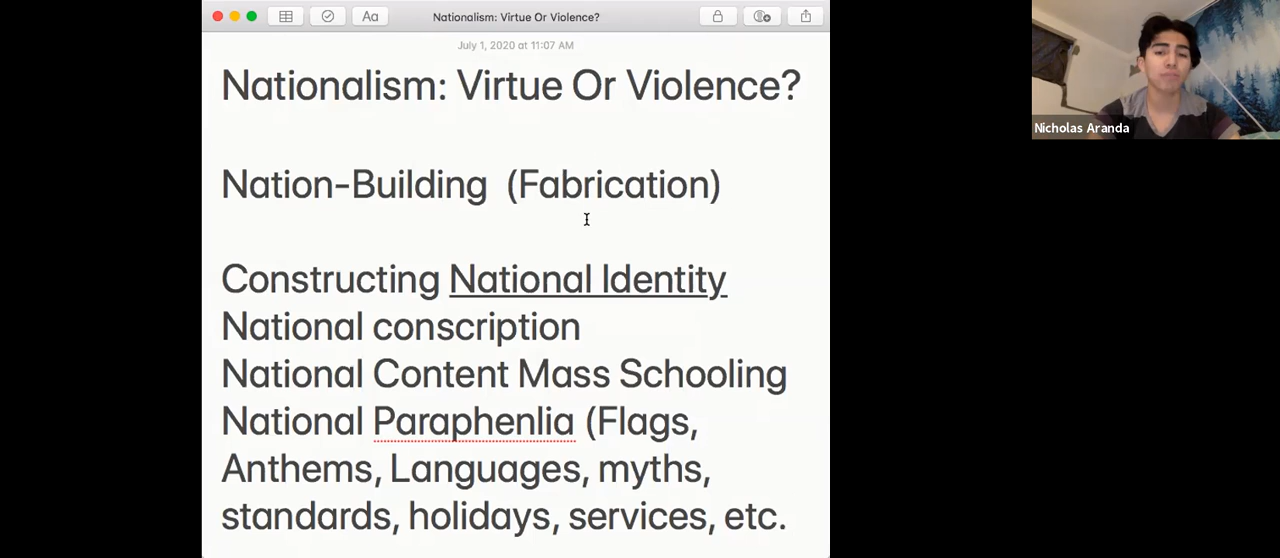 Aa
Nationalism: Virtue Or Violence?
July 1, 2020 at 11:07 AM
Nationalism: Virtue Or Violence?
Nation-Building (Fabrication)
Constructing National Identity
National conscription
National Content Mass Schooling
National Paraphenlia (Flags,
Anthems, Languages, myths,
standards, holidays, services, etc.
Nicholas Aranda